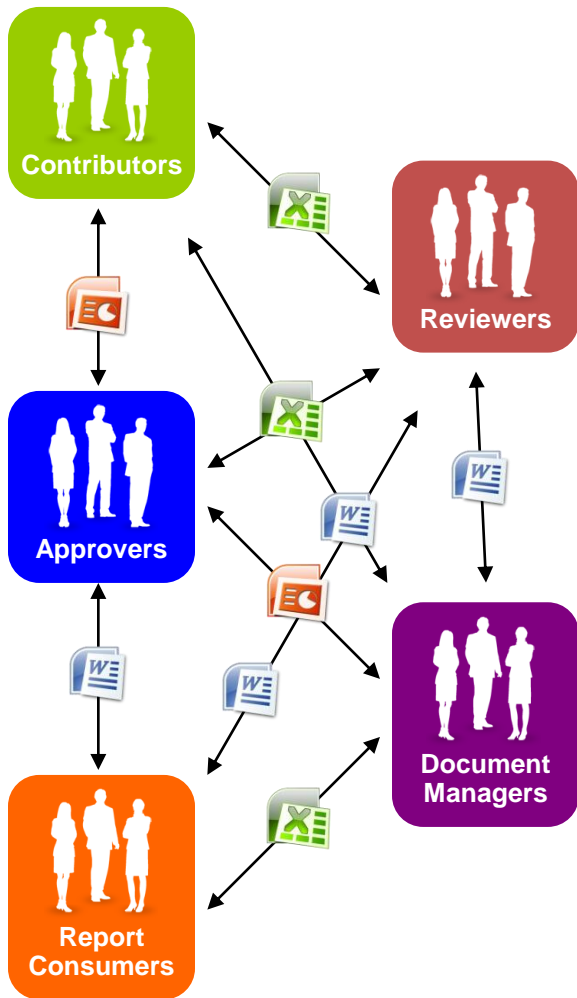 Contributors
Reviewers
Approvers
Document
Managers
Report
Consumers